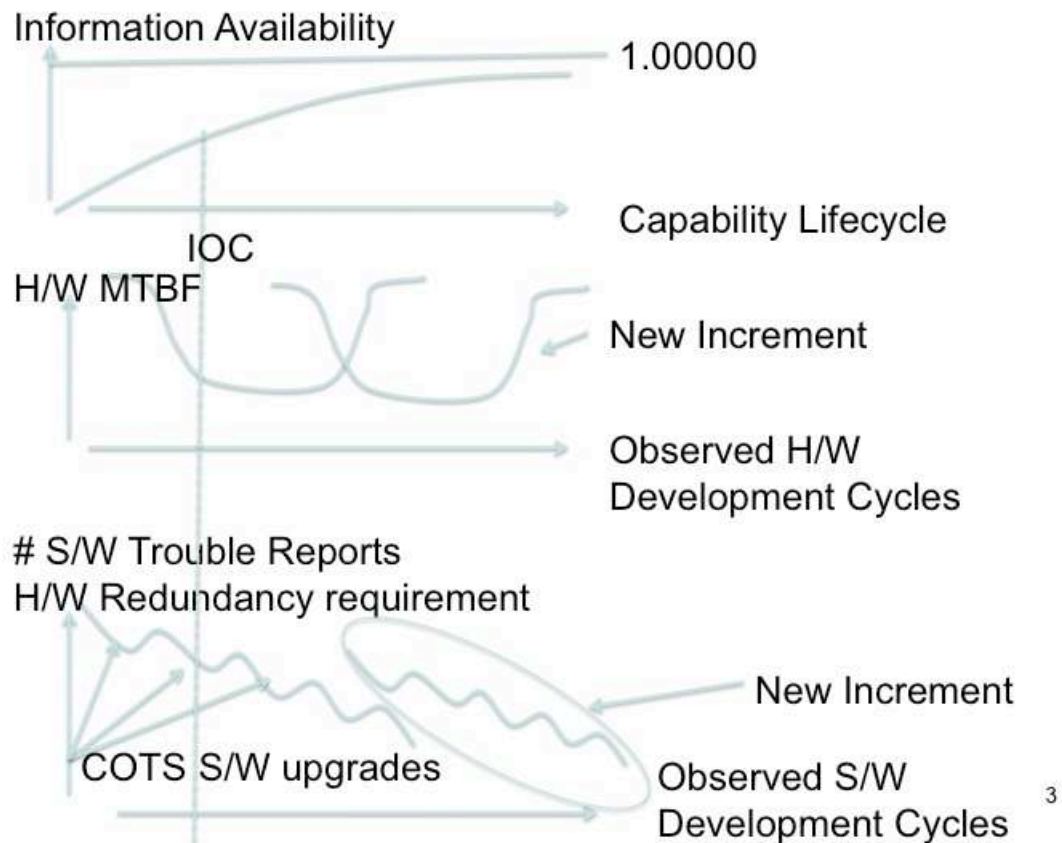 Information Availability
1.00000
Capability Lifecycle
IOC
H/W MTBF
New Increment
Observed H/W
Development Cycles
# S/W Trouble Reports
H/W Redundancy requirement
New Increment
COTS S/W upgrades
Observed S/W
Development Cycles
3